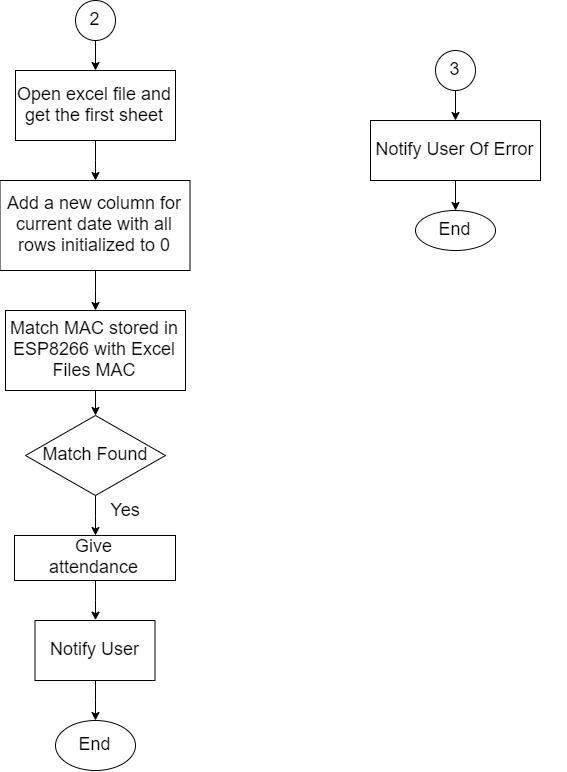 2
Open excel file and
get the first sheet
Add a new column for
current date with all
rows initialized to 0
Match MAC stored in
ESP8266 with Excel
Files MAC
Match Found
Yes
Give
attendance
Notify User
End
3
Notify User Of Error
End